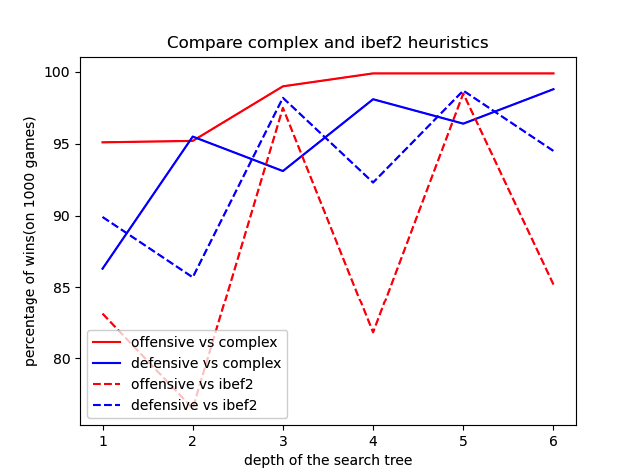 Compare complex and ibef2 heuristics
percentage of wins(on 1000 games)
100
95
90
85
80
offensive vs complex
defensive vs complex
offensive vs ibef2
defensive vs ibef2
1 2 3 4 5 6
depth of the search tree